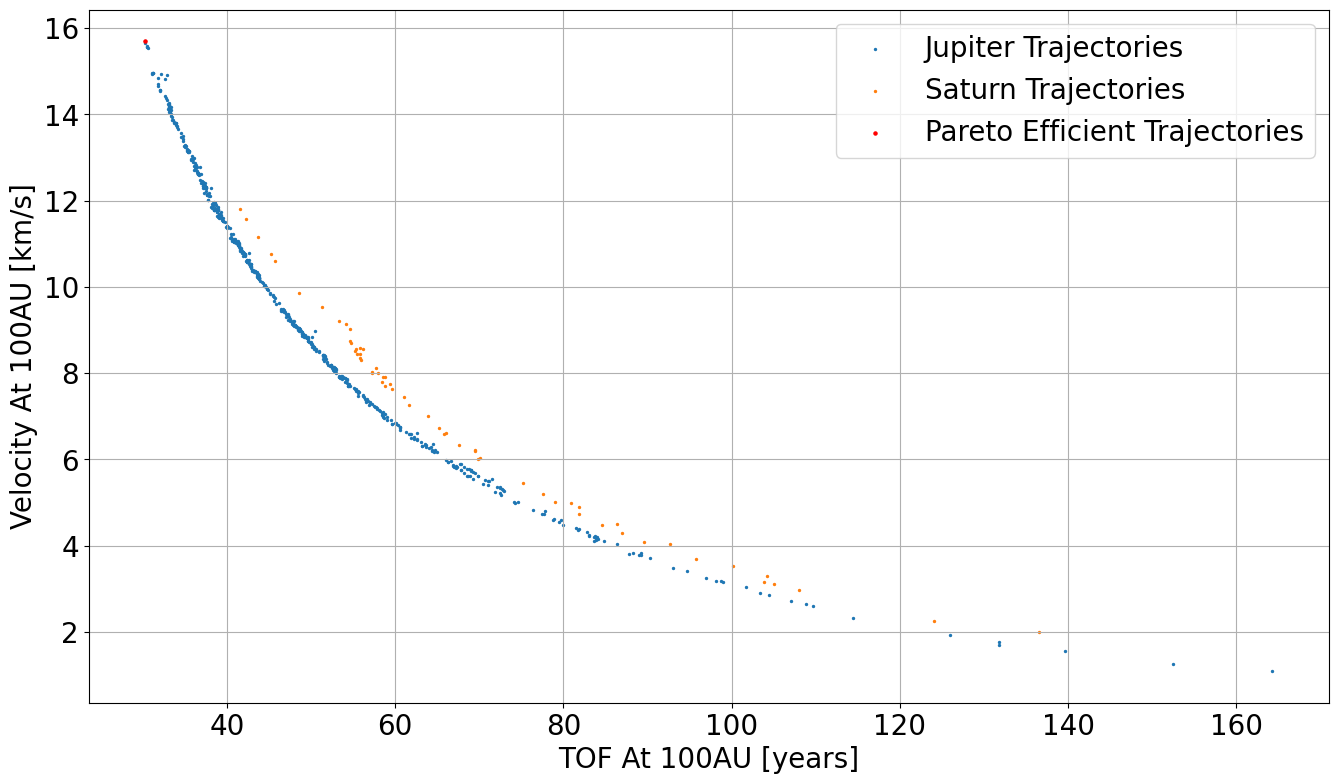 16
14
12
10
8
6
4
2
Velocity At 100AU [km/s]
Jupiter Trajectories
Saturn Trajectories
Pareto Efficient Trajectories
40 60 80 100 120 140 160
TOF At 100AU [years]